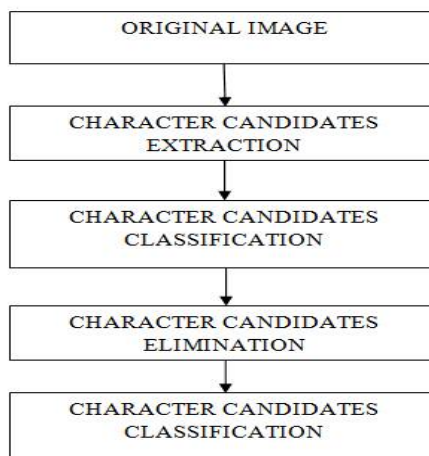 ORIGINAL IMAGE
CHARACTER CANDIDATES
EXTRACTION
CHARACTER CANDIDATES
CLASSIFICATION
CHARACTER CANDIDATES
ELIMINATION
CHARACTER CANDIDATES
CLASSIFICATION